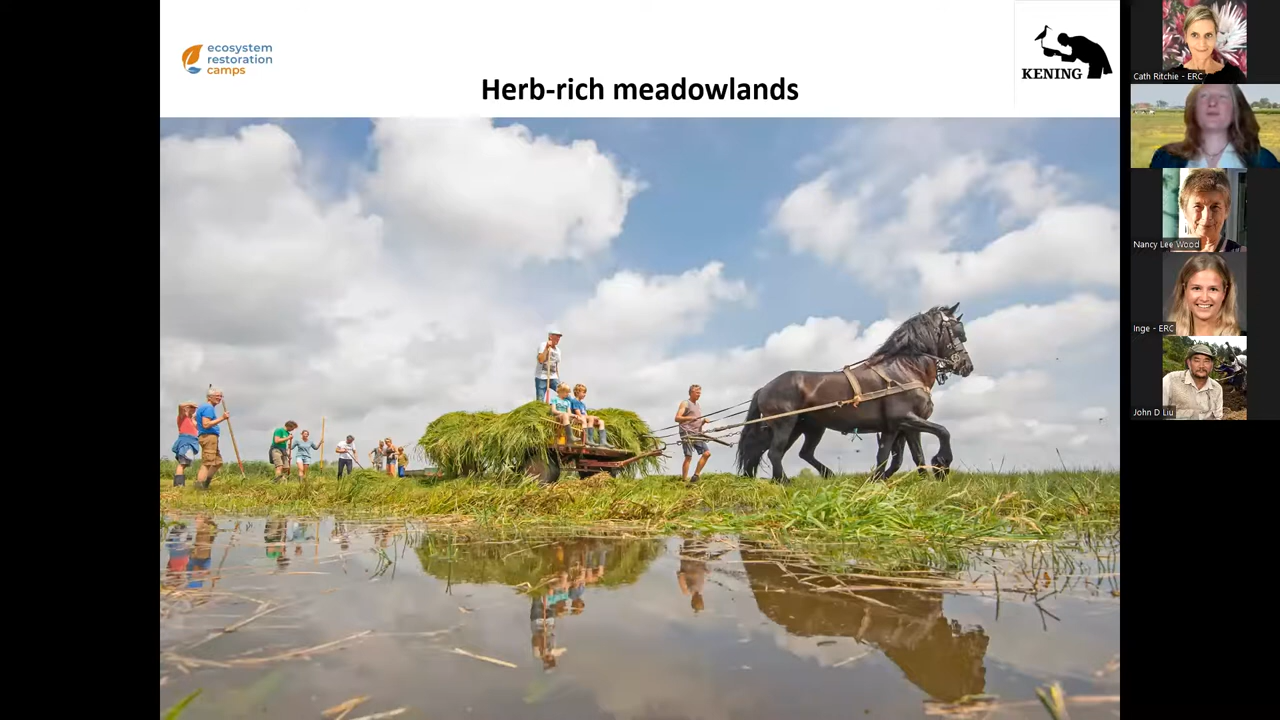 ecosystem
restoration
camps
Herb-rich meadowlands
KENING
Cath Ritchie - ERC
Nancy Lee Wood
Inge - ERC
John D Liu